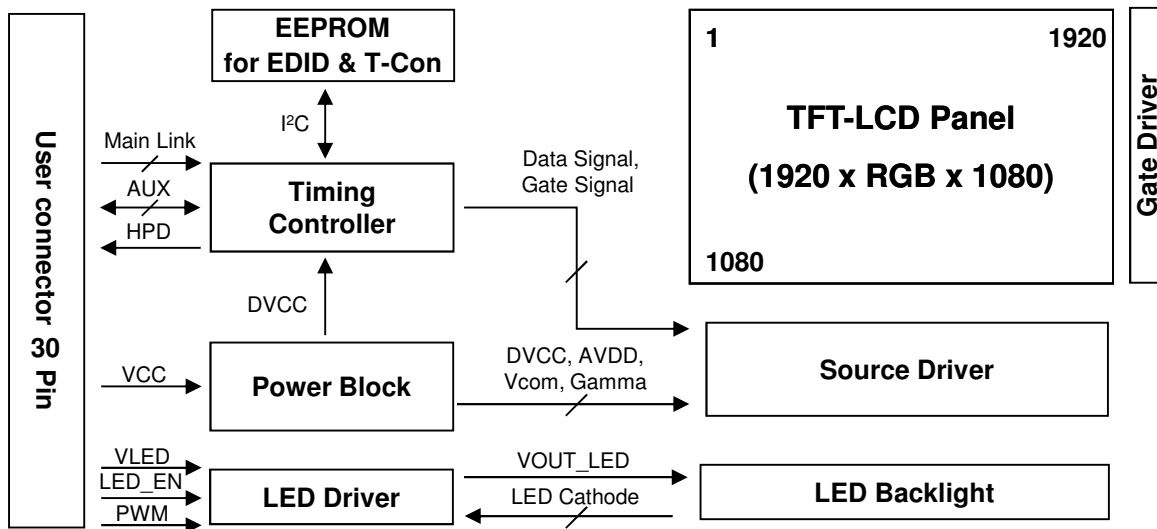 EEPROM
for EDID & T-Con
I²C
User connector 30 Pin
Main Link
AUX
HPD
Timing
Controller
Data Signal,
Gate Signal
1
1920
TFT-LCD Panel
(1920 x RGB x 1080)
1080
Gate Driver
DVCC
VCC
Power Block
DVCC, AVDD,
Vcom, Gamma
Source Driver
VLED
LED_EN
PWM
LED Driver
VOUT_LED
LED Cathode
LED Backlight